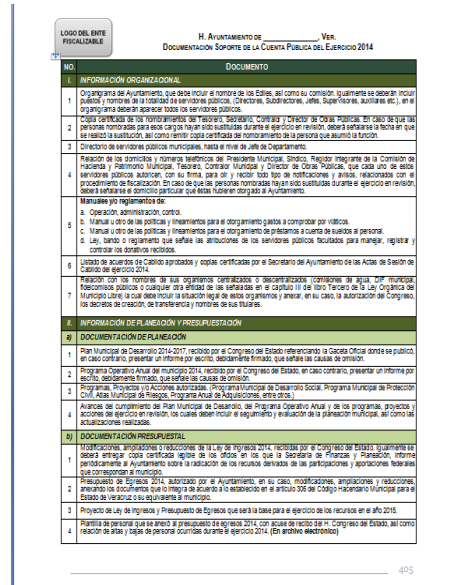 LOGO DEL ENTE
FISCALIZABLE
H. AYUNTAMIENTO DE ____________, VER.
DOCUMENTACIÓN SOPORTE DE LA CUENTA PÚBLICA DEL EJERCICIO 2014
NO. DOCUMENTO
I. INFORMACIÓN ORGANIZACIONAL
1 Organigrama del Ayuntamiento, que debe incluir el nombre de los Ediles, así como su comisión. Igualmente se deberán incluir
puestos y nombres de la totalidad de servidores públicos, (Directores, Subdirectores, Jefes, Supervisores, auxiliares etc.), en el
organigrama deberán aparecer todos los servidores públicos.
2 Copia certificada de los nombramientos del Tesorero, Secretario, Contralor y Director de Obras Públicas. En caso de que las
personas nombradas para esos cargos hayan sido sustituidas durante el ejercicio en revisión, deberá señalarse la fecha en que
se realizó la sustitución, así como remitir copia certificada del nombramiento de la persona que asumió la función.
3 Directorio de servidores públicos municipales, hasta el nivel de Jefe de Departamento.
4 Relación de los domicilios y números telefónicos del Presidente Municipal, Síndico, Regidor integrante de la Comisión de
Hacienda y Patrimonio Municipal, Tesorero, Contralor Municipal y Director de Obras Públicas, que cada uno de estos
servidores públicos autoricen, con su firma, para oír y recibir todo tipo de notificaciones y avisos, relacionados con el
procedimiento de fiscalización. En caso de que las personas nombradas hayan sido sustituidas durante el ejercicio en revisión,
deberá señalarse el domicilio particular que éstas hubieren otorgado al Ayuntamiento.
5 Manuales y/o reglamentos de:
a. Operación, administración, control.
b. Manual u otro de las políticas y lineamientos para el otorgamiento gastos a comprobar por viáticos.
c. Manual u otro de las políticas y lineamientos para el otorgamiento de préstamos a cuenta de sueldos al personal.
d. Ley, bando o reglamento que señale las atribuciones de los servidores públicos facultados para manejar, registrar y
controlar los donativos recibidos.
6 Listado de acuerdos de Cabildo aprobados y copias certificadas por el Secretario del Ayuntamiento de las Actas de Sesión de
Cabildo del ejercicio 2014.
7 Relación con los nombres de sus organismos centralizados o descentralizados (comisiones de agua, DIF municipal,
fideicomisos públicos o cualquier otra entidad de las señaladas en el capítulo III del libro Tercero de la Ley Orgánica del
Municipio Libre) la cual debe incluir la situación legal de estos organismos y anexar, en su caso, la autorización del Congreso,
los decretos de creación, de transferencia y nombres de sus titulares.
II. INFORMACIÓN DE PLANEACIÓN Y PRESUPUESTACIÓN
a) DOCUMENTACIÓN DE PLANEACIÓN
1 Plan Municipal de Desarrollo 2014-2017, recibido por el Congreso del Estado referenciando la Gaceta Oficial donde se publicó,
en caso contrario, presentar un informe por escrito, debidamente firmado, que señale las causas de omisión.
2 Programa Operativo Anual del municipio 2014, recibido por el Congreso del Estado, en caso contrario, presentar un informe por
escrito, debidamente firmado, que señale las causas de omisión.
3 Programas, Proyectos y/o Acciones autorizadas. (Programa Municipal de Desarrollo Social, Programa Municipal de Protección
Civil, Atlas Municipal de Riesgos, Programa Anual de Adquisiciones, entre otros.)
4 Avances del cumplimiento del Plan Municipal de Desarrollo, del Programa Operativo Anual y de los programas, proyectos y
acciones del ejercicio en revisión, los cuales deben incluir el seguimiento y evaluación de la planeación municipal, así como las
actualizaciones realizadas.
b) DOCUMENTACIÓN PRESUPUESTAL
1 Modificaciones, ampliaciones o reducciones de la Ley de Ingresos 2014, recibidas por el Congreso del Estado. Igualmente se
deberá entregar copia certificada legible de los oficios en los que la Secretaría de Finanzas y Planeación, informe
periódicamente al Ayuntamiento sobre la radicación de los recursos derivados de las participaciones y aportaciones federales
que correspondan al municipio.
2 Presupuesto de Egresos 2014, autorizado por el Ayuntamiento, en su caso, modificaciones, ampliaciones y reducciones,
anexando los documentos que lo integra de acuerdo a lo establecido en el artículo 306 del Código Hacendario Municipal para el
Estado de Veracruz o su equivalente al municipio.
3 Proyecto de Ley de Ingresos y Presupuesto de Egresos que será la base para el ejercicio de los recursos en el año 2015.
4 Plantilla de personal que se anexó al presupuesto de egresos 2014, con acuse de recibo del H. Congreso del Estado, así como
relación de altas y bajas de personal ocurridas durante el ejercicio 2014. (En archivo electrónico)
405